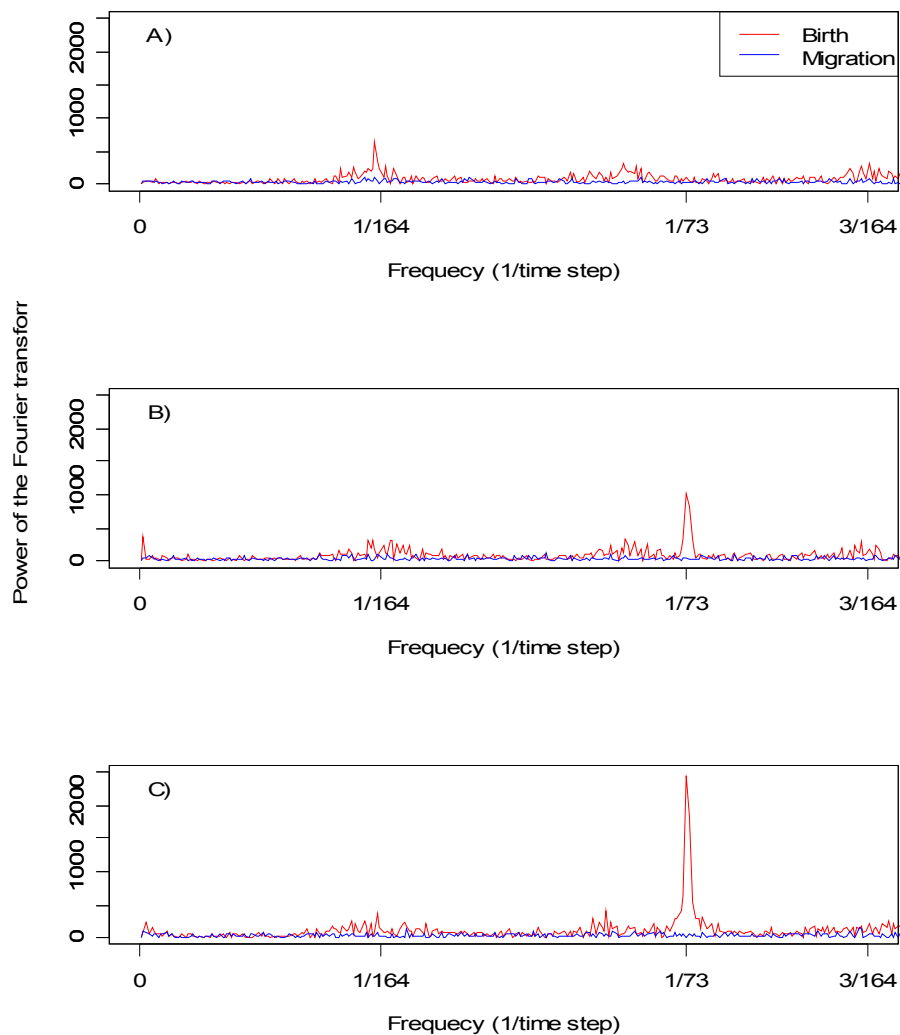 Power of the Fourier transforr
A)
Birth
Migration
2000
1000
0
0 1/164 1/73 3/164
Frequecy (1/time step)
B)
2000
1000
0
0 1/164 1/73 3/164
Frequecy (1/time step)
C)
2000
1000
0
0 1/164 1/73 3/164
Frequecy (1/time step)